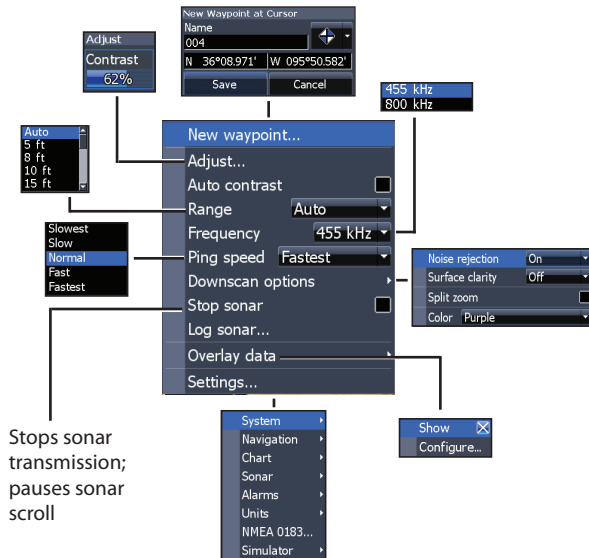 New Waypoint at Cursor
Name
004
N 36°08.971' W 095°50.582'
Save Cancel
Adjust
Contrast
62%
455 kHz
800 kHz
Auto
5 ft
8 ft
10 ft
15 ft
Slowest
Slow
Normal
Fast
Fastest
New waypoint...
Adjust...
Auto contrast
Range Auto
Frequency 455 kHz
Ping speed Fastest
Downscan options
Stop sonar
Log sonar...
Overlay data
Settings...
Noise rejection On
Surface clarity Off
Split zoom
Color Purple
Stops sonar
transmission;
pauses sonar
scroll
System
Navigation
Chart
Sonar
Alarms
Units
NMEA 0183...
Simulator
Show
Configure...